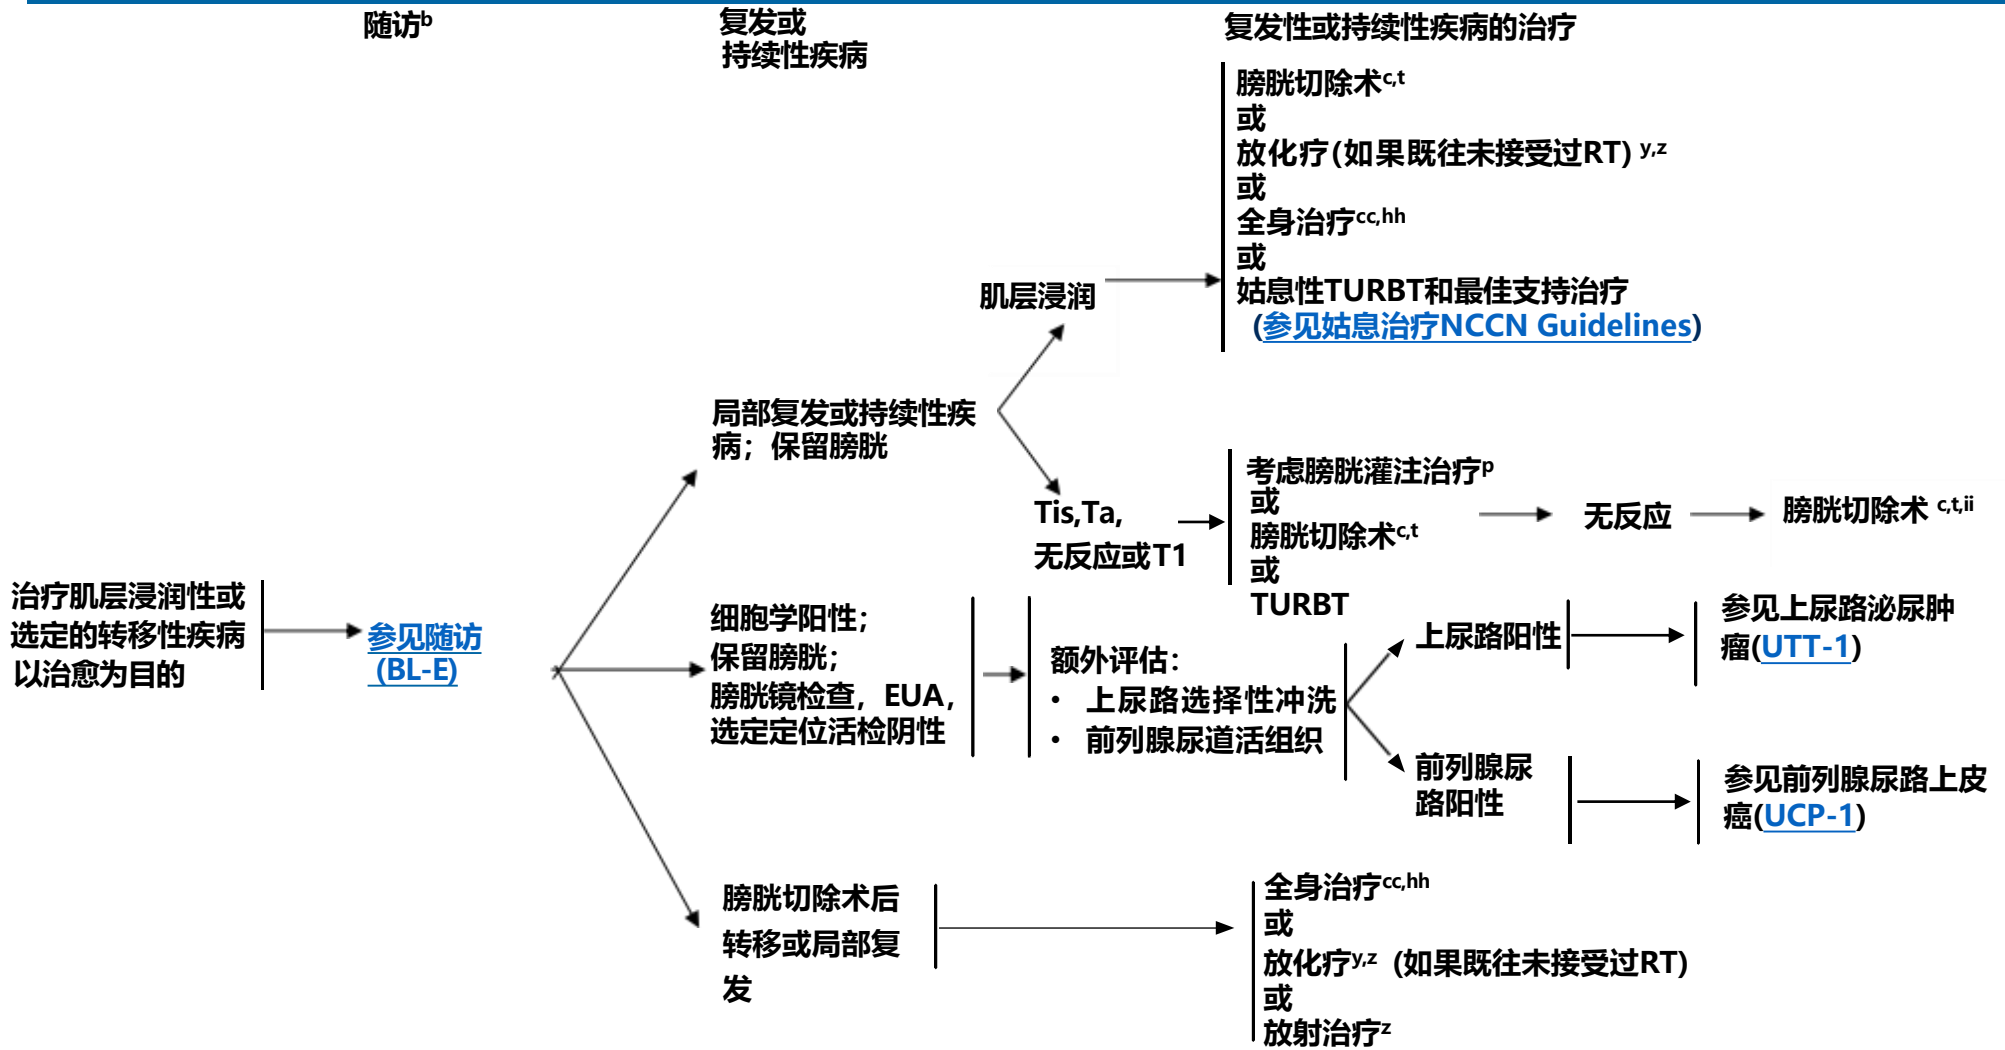 随访b
复发或
持续性疾病
复发性或持续性疾病的治疗
膀胱切除术c,t
或
放化疗(如果既往未接受过RT) y,z
或
全身治疗cc,hh
或
姑息性TURBT和最佳支持治疗
(参见姑息治疗NCCN Guidelines)
肌层浸润
局部复发或持续性疾
病；保留膀胱
Tis,Ta,
无反应或T1
考虑膀胱灌注治疗p
或
膀胱切除术c,t
或
TURBT
无反应
膀胱切除术 c,t,ii
治疗肌层浸润性或
选定的转移性疾病
以治愈为目的
参见随访
(BL-E)
细胞学阳性；
保留膀胱；
膀胱镜检查，EUA，
选定定位活检阴性
额外评估：
• 上尿路选择性冲洗
• 前列腺尿道活组织
上尿路阳性
参见上尿路泌尿肿
瘤(UTT-1)
前列腺尿
路阳性
参见前列腺尿路上皮
癌(UCP-1)
膀胱切除术后
转移或局部复
发
全身治疗cc,hh
或
放化疗y,z (如果既往未接受过RT)
或
放射治疗z